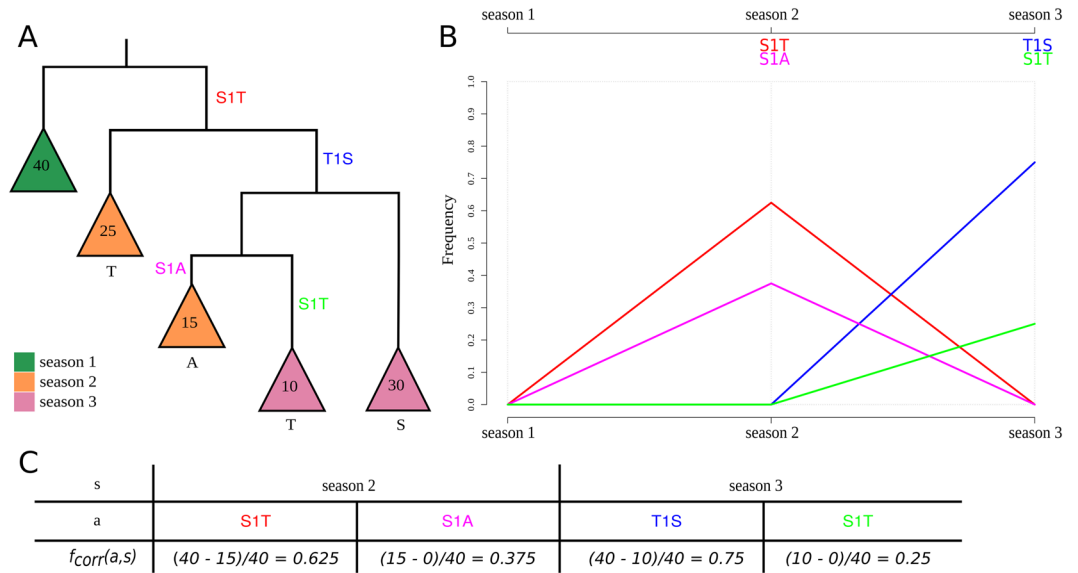 A
S1T
40
T1S
25
T
S1A
S1T
15
A
10
30
T
S
season 1
season 2
season 3
B
season 1 season 2 season 3
S1T T1S
S1A S1T
Frequency
1.0
0.9
0.8
0.7
0.6
0.5
0.4
0.3
0.2
0.1
0.0
season 1 season 2 season 3
C
s season 2 season 3
a S1T S1A T1S S1T
fcorr(a,s) (40 - 15)/40 = 0.625 (15 - 0)/40 = 0.375 (40 - 10)/40 = 0.75 (10 - 0)/40 = 0.25